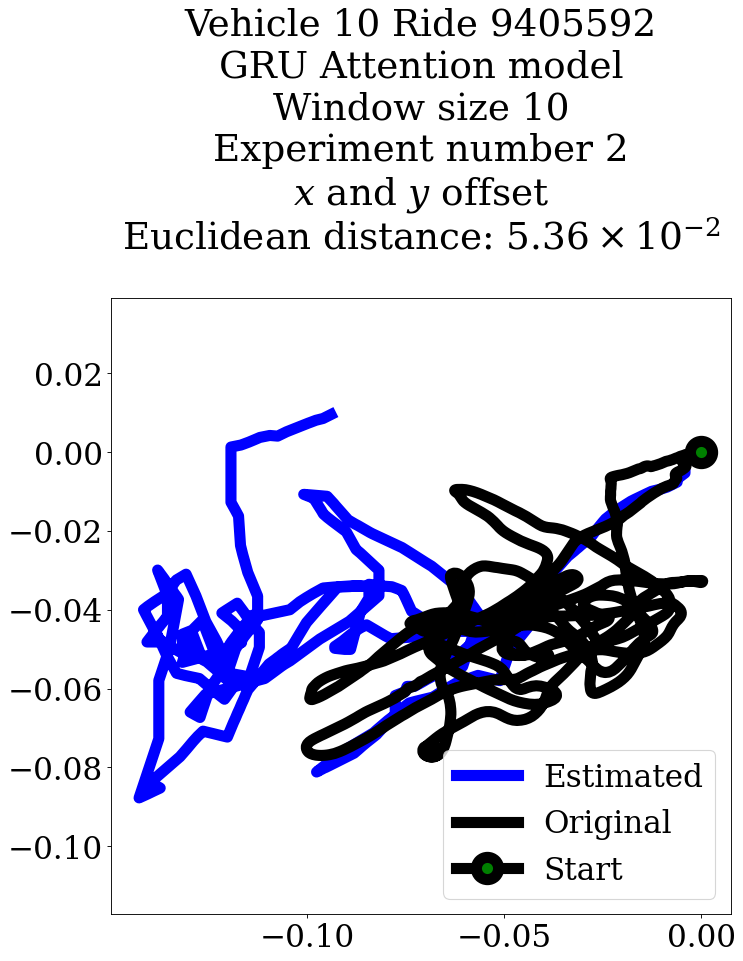 Vehicle 10 Ride 9405592
GRU Attention model
Window size 10
Experiment number 2
x and y offset
Euclidean distance: 5.36 × 10⁻²
0.02
0.00
−0.02
−0.04
−0.06
−0.08
−0.10
Estimated
Original
Start
−0.10
−0.05
0.00